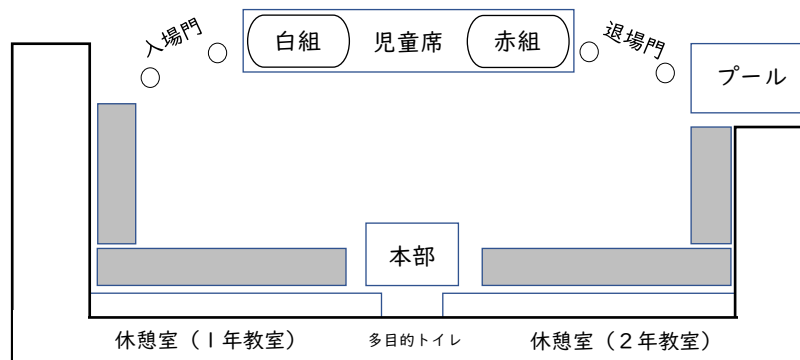 入場門
白組 児童席 赤組
退場門
プール
本部
休憩室（1年教室）
多目的トイレ
休憩室（2年教室）